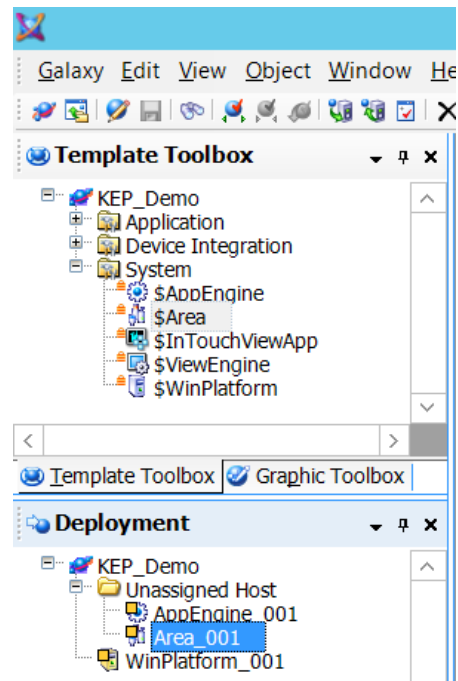 Galaxy Edit View Object Window He
Template Toolbox
KEP_Demo
Application
Device Integration
System
$AppEngine
$Area
$InTouchViewApp
$ViewEngine
$WinPlatform
Template Toolbox Graphic Toolbox
Deployment
KEP_Demo
Unassigned Host
AppEngine_001
Area_001
WinPlatform_001